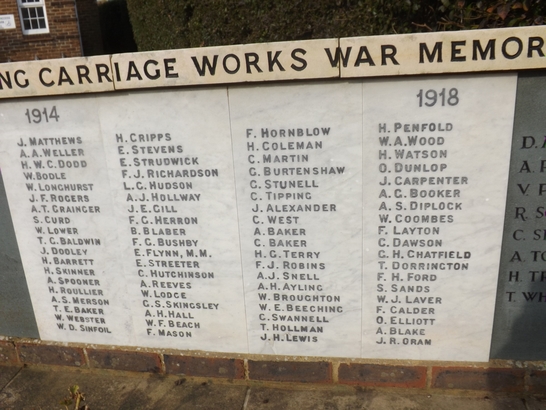 NG CARRIAGE WORKS WAR MEMOR
1914
J. MATTHEWS
A. A. WELLER
H. W. C. DODD
W. BODLE
W. LONGHURST
J. F. ROGERS
A. T. GRAINGER
S. CURD
W. LOWER
T. G. BALDWIN
J. DOOLEY
H. BARRETT
H. SKINNER
A. SPOONER
H. ROULLIER
A. S. MERSON
T. E. BAKER
W. WEBSTER
W. D. SINFOIL
H. CRIPPS
E. STEVENS
E. STRUDWICK
F. J. RICHARDSON
L. G. HUDSON
A. J. HOLLWAY
J. E. GILL
F. G. HERRON
B. BLABER
F. G. BUSHBY
E. FLYNN, M.M.
E. STREETER
C. HUTCHINSON
A. REEVES
W. LODGE
G. S. SKINGSLEY
A. H. HALL
W. F. BEACH
F. MASON
F. HORNBLOW
H. COLEMAN
C. MARTIN
G. BURTENSHAW
G. STUNELL
C. TIPPING
J. ALEXANDER
C. WEST
A. BAKER
C. BAKER
H. G. TERRY
F. J. ROBINS
A. J. SNELL
A. H. AYLING
W. BROUGHTON
W. E. BEECHING
C. SWANNELL
T. HOLLMAN
J. H. LEWIS
1918
H. PENFOLD
W. A. WOOD
H. WATSON
O. DUNLOP
J. CARPENTER
A. G. BOOKER
A. S. DIPLOCK
W. COOMBES
F. LAYTON
C. DAWSON
G. H. CHATFIELD
T. DORRINGTON
F. H. FORD
S. SANDS
W. J. LAVER
F. CALDER
O. ELLIOTT
A. BLAKE
J. R. ORAM
D. A
A. F
V. F
R. S
C. S
A. TO
H. TR
T. WH